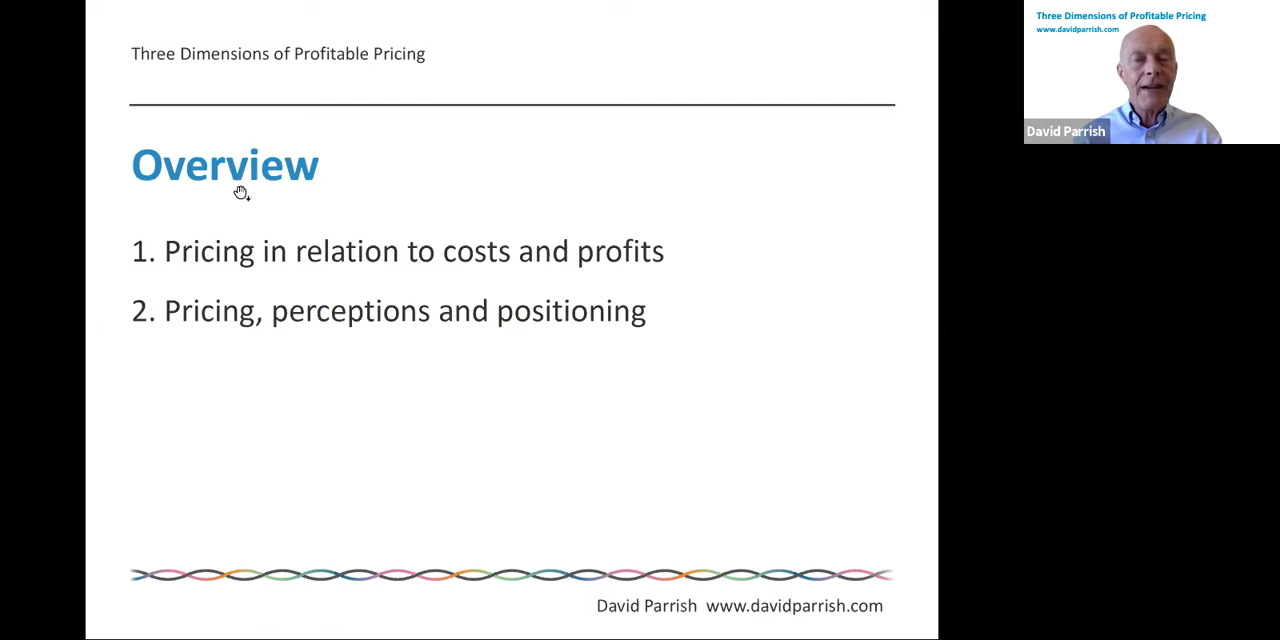 Three Dimensions of Profitable Pricing
Overview
1. Pricing in relation to costs and profits
2. Pricing, perceptions and positioning
David Parrish www.davidparrish.com
Three Dimensions of Profitable Pricing
www.davidparrish.com
David Parrish